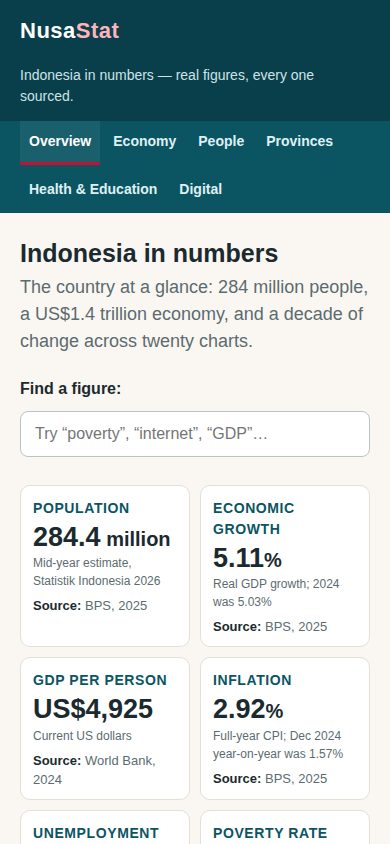 NusaStat
Indonesia in numbers — real figures, every one
sourced.
Overview Economy People Provinces
Health & Education Digital
Indonesia in numbers
The country at a glance: 284 million people,
a US$1.4 trillion economy, and a decade of
change across twenty charts.
Find a figure:
Try “poverty”, “internet”, “GDP”…
POPULATION
284.4 million
Mid-year estimate,
Statistik Indonesia 2026
Source: BPS, 2025
ECONOMIC
GROWTH
5.11%
Real GDP growth; 2024
was 5.03%
Source: BPS, 2025
GDP PER PERSON
US$4,925
Current US dollars
Source: World Bank,
2024
INFLATION
2.92%
Full-year CPI; Dec 2024
year-on-year was 1.57%
Source: BPS, 2025
UNEMPLOYMENT
POVERTY RATE